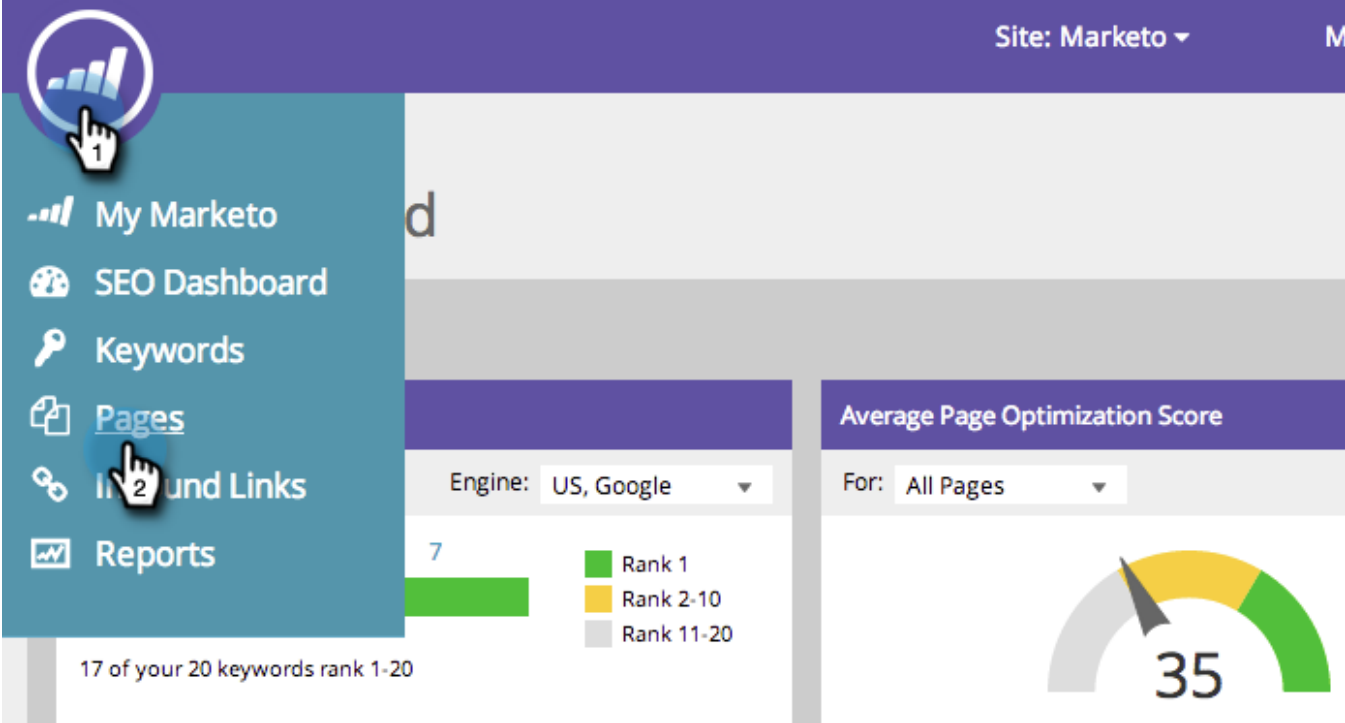 Site: Marketo
M
1
My Marketo
d
SEO Dashboard
Keywords
Pages
2
und Links
Reports
Engine: US, Google
7
Rank 1
Rank 2-10
Rank 11-20
17 of your 20 keywords rank 1-20
Average Page Optimization Score
For: All Pages
35